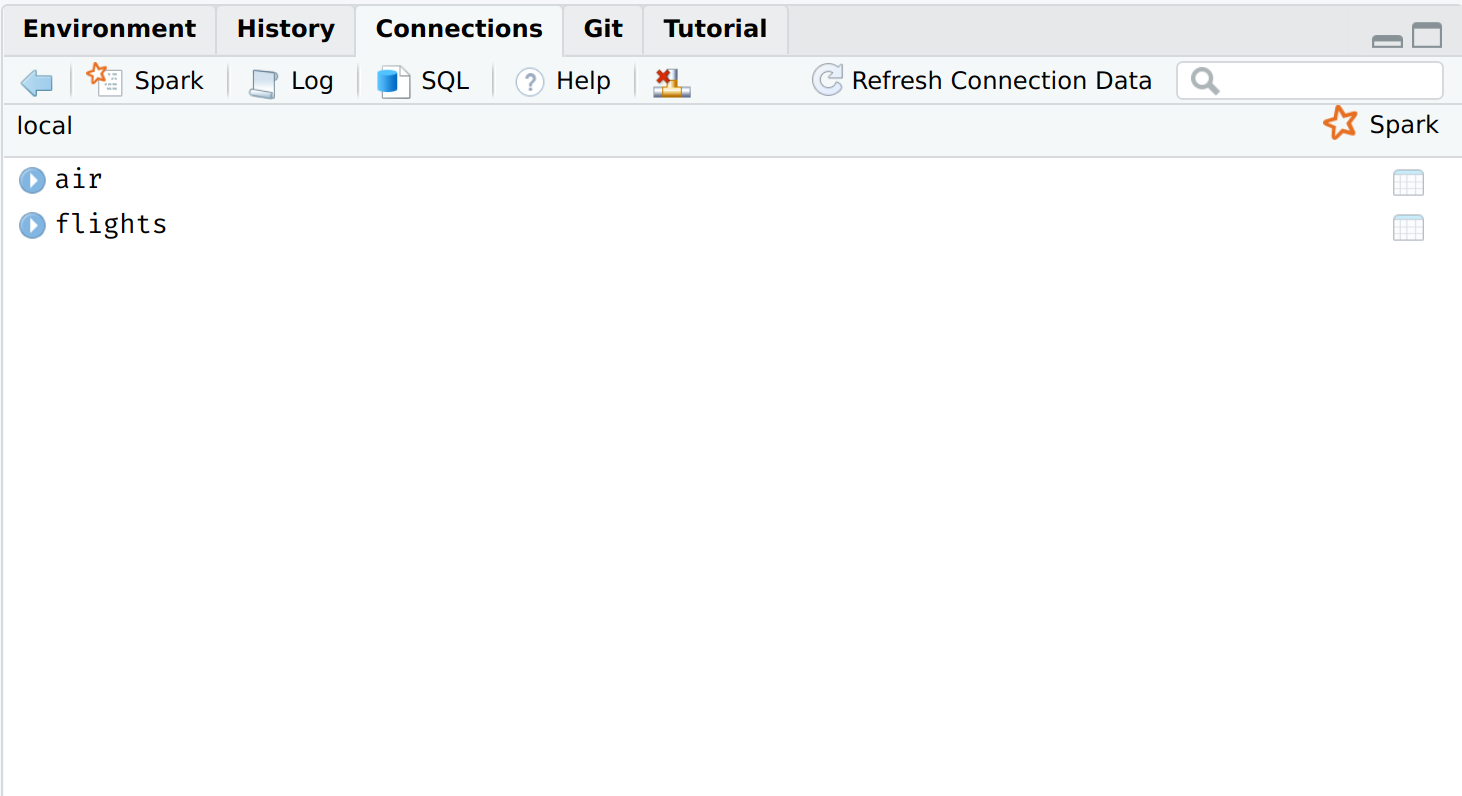 Environment History Connections Git Tutorial
Spark Log SQL ? Help Refresh Connection Data
local Spark
air
flights